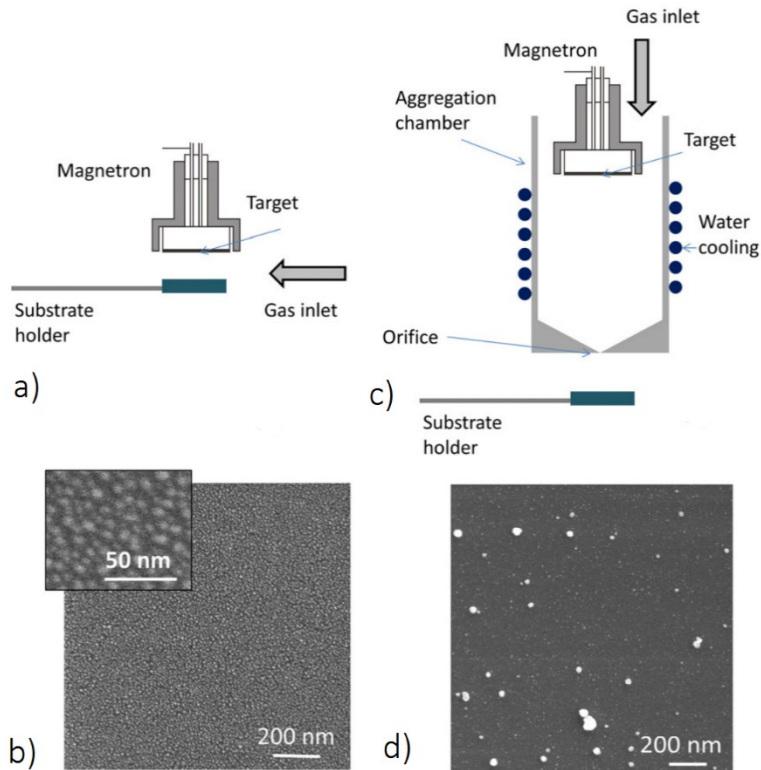 Magnetron
Target
Substrate
holder
Gas inlet
a)
Gas inlet
Magnetron
Aggregation
chamber
Target
Water
cooling
Orifice
c)
Substrate
holder
50 nm
200 nm
b)
200 nm
d)